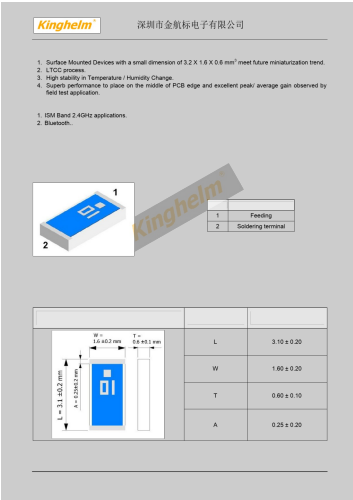 Kinghelm®
深圳市金航标电子有限公司
1. Surface Mounted Devices with a small dimension of 3.2 X 1.6 X 0.6 mm³ meet future miniaturization trend.
2. LTCC process.
3. High stability in Temperature / Humidity Change.
4. Superb performance to place on the middle of PCB edge and excellent peak/ average gain observed by
field test application.
1. ISM Band 2.4GHz applications.
2. Bluetooth..
Kinghelm®
1
2
1 Feeding
2 Soldering terminal
W =
1.6 ±0.2 mm
T =
0.6 ±0.1 mm
L = 3.1 ±0.2 mm
A = 0.25±0.2 mm
L 3.10 ± 0.20
W 1.60 ± 0.20
T 0.60 ± 0.10
A 0.25 ± 0.20